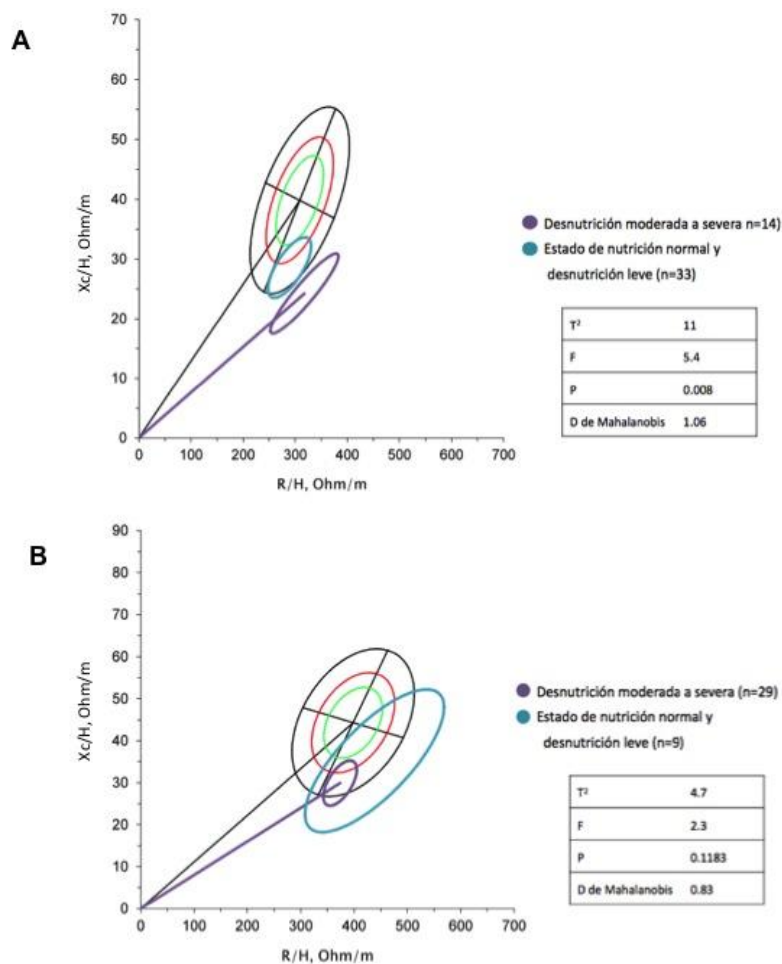 A
70
60
50
40
30
20
10
0
0 100 200 300 400 500 600 700
Xc/H, Ohm/m
R/H, Ohm/m
Desnutrición moderada a severa n=14)
Estado de nutrición normal y
desnutrición leve (n=33)
T² 11
F 5.4
P 0.008
D de Mahalanobis 1.06
B
90
80
70
60
50
40
30
20
10
0
0 100 200 300 400 500 600 700
Xc/H, Ohm/m
R/H, Ohm/m
Desnutrición moderada a severa (n=29)
Estado de nutrición normal y
desnutrición leve (n=9)
T² 4.7
F 2.3
P 0.1183
D de Mahalanobis 0.83